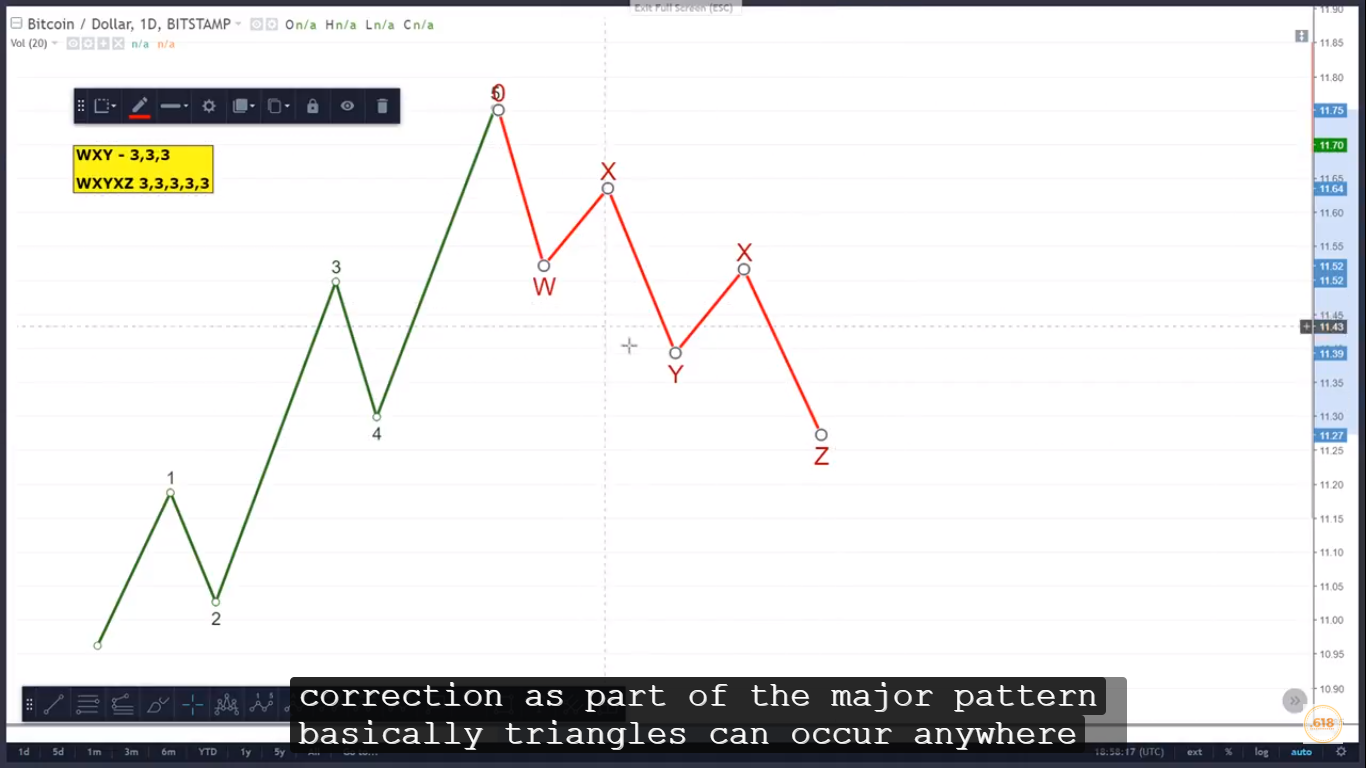 Exit Full Screen (ESC)
Bitcoin / Dollar, 1D, BITSTAMP On/a Hn/a Ln/a Cn/a
Vol (20) n/a n/a
WXY - 3,3,3
WXYXZ 3,3,3,3,3
0
X
3
X
W
Y
4
Z
1
2
11.90
11.85
11.80
11.75
11.70
11.65
11.64
11.60
11.55
11.52
11.52
11.45
11.43
11.39
11.35
11.30
11.27
11.25
11.20
11.15
11.10
11.05
11.00
10.95
10.90
correction as part of the major pattern
basically triangles can occur anywhere
.618
1d 5d 1m 3m 6m YTD 1y 5y 18:58:17 (UTC) ext % log auto